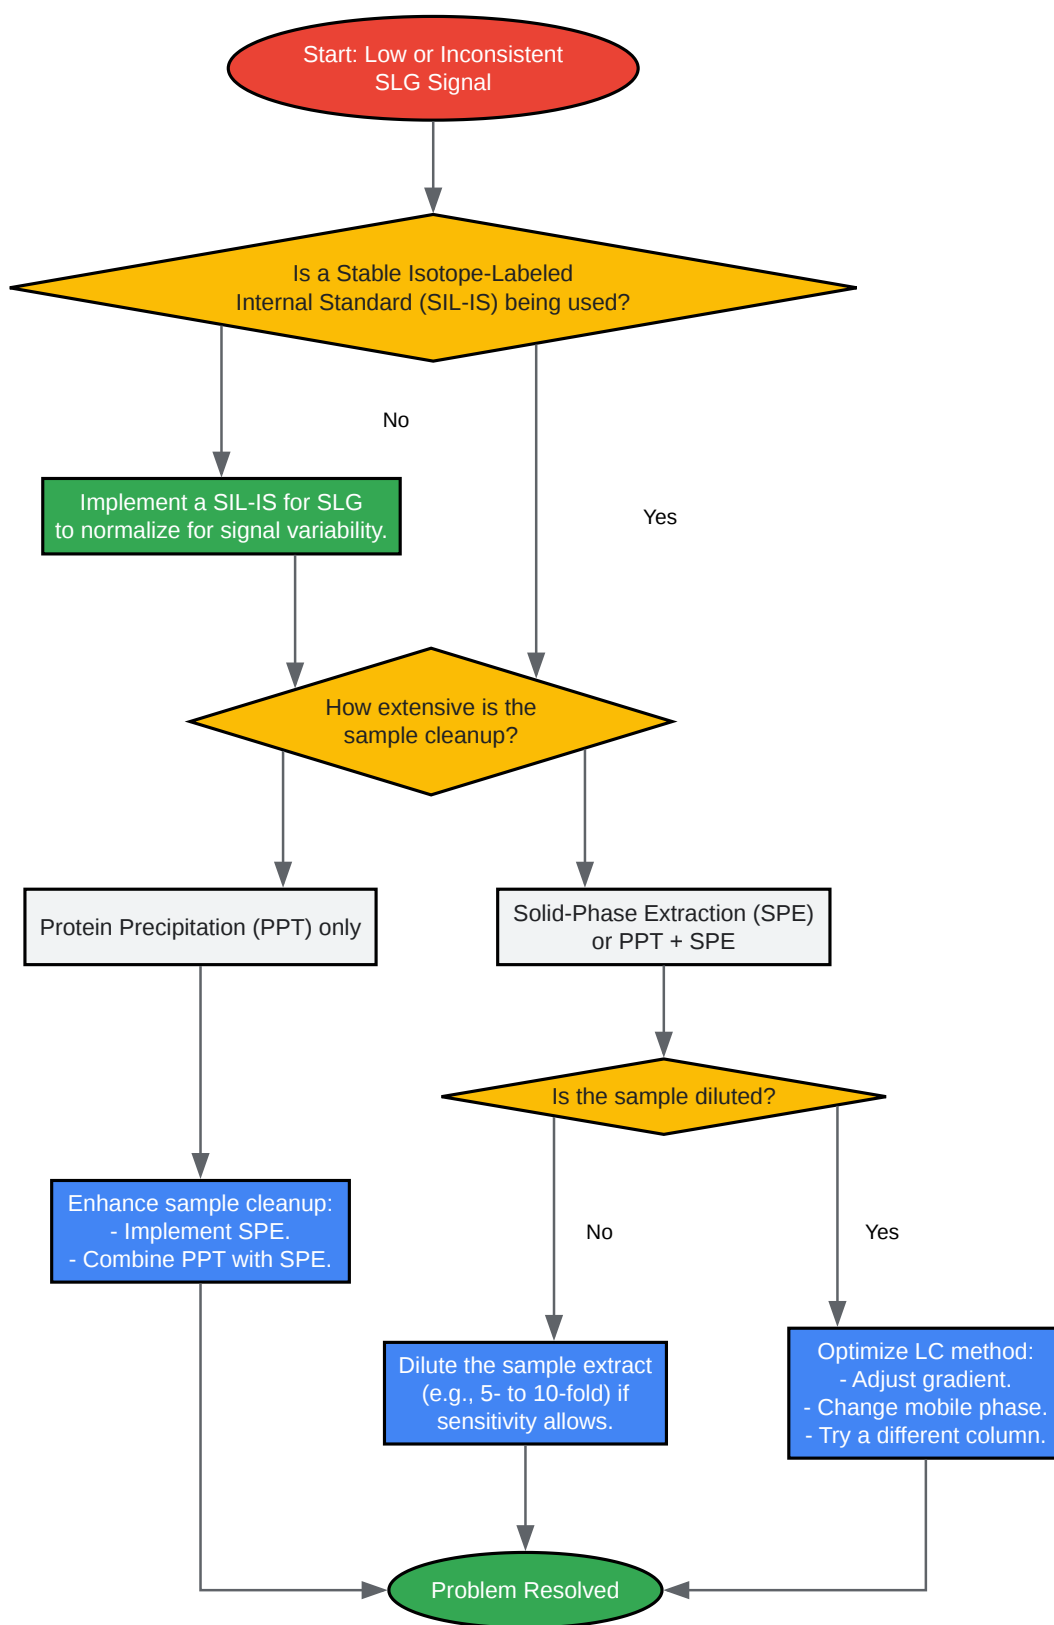 Start: Low or Inconsistent
SLG Signal
Is a Stable Isotope-Labeled
Internal Standard (SIL-IS) being used?
No
Implement a SIL-IS for SLG
to normalize for signal variability.
Yes
How extensive is the
sample cleanup?
Protein Precipitation (PPT) only
Solid-Phase Extraction (SPE)
or PPT + SPE
Is the sample diluted?
Enhance sample cleanup:
- Implement SPE.
- Combine PPT with SPE.
No
Yes
Dilute the sample extract
(e.g., 5- to 10-fold) if
sensitivity allows.
Optimize LC method:
- Adjust gradient.
- Change mobile phase.
- Try a different column.
Problem Resolved